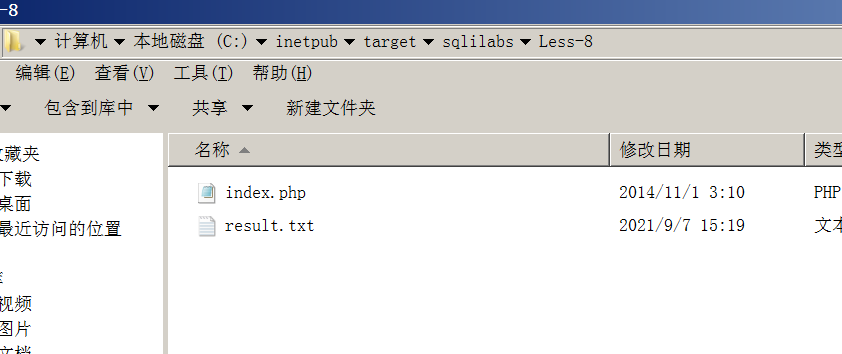 -8
计算机 本地磁盘 (C:) inetpub target sqlilabs Less-8
编辑(E) 查看(V) 工具(T) 帮助(H)
包含到库中 共享 新建文件夹
名称 修改日期 类型
收藏夹
下载
桌面
最近访问的位置
index.php 2014/11/1 3:10 PHP
result.txt 2021/9/7 15:19 文本
视频
图片
文档